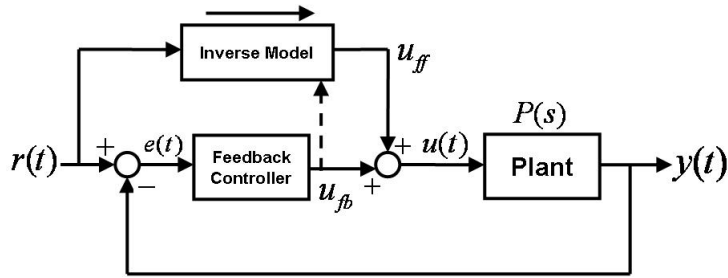 Inverse Model
u_ff
P(s)
r(t)
+
e(t)
−
Feedback
Controller
u_fb
+
+
u(t)
Plant
y(t)